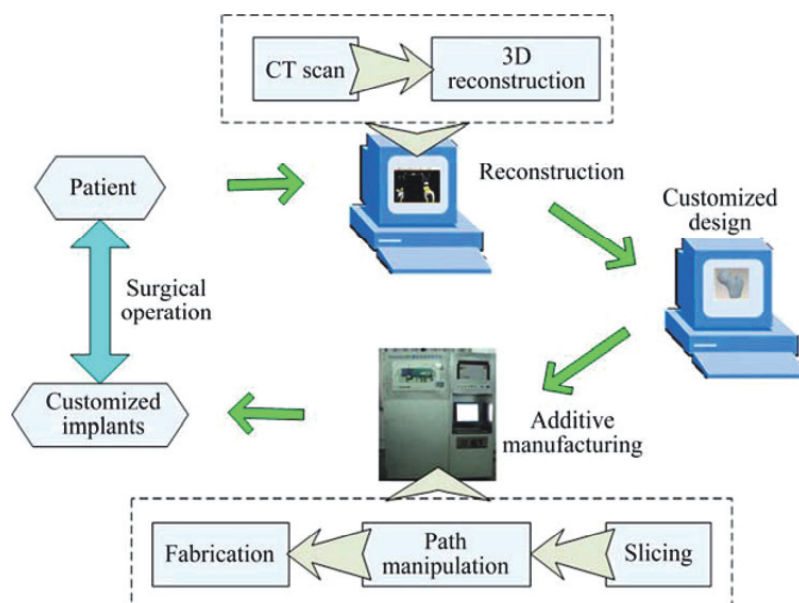 CT scan
3D
reconstruction
Patient
Reconstruction
Customized
design
Surgical
operation
Customized
implants
Additive
manufacturing
Fabrication
Path
manipulation
Slicing